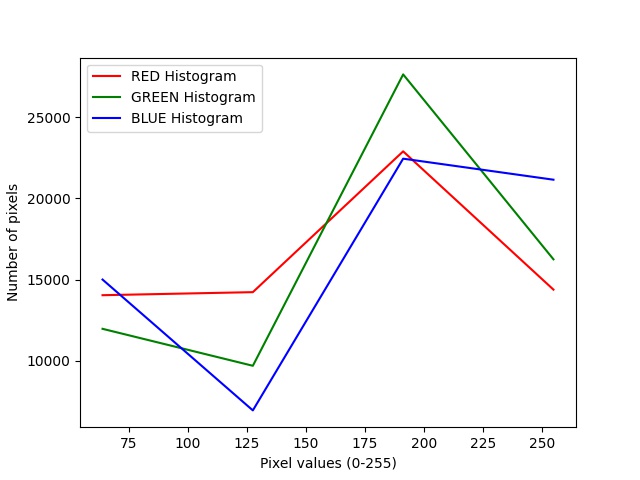 RED Histogram
GREEN Histogram
BLUE Histogram
25000
20000
15000
10000
Number of pixels
75 100 125 150 175 200 225 250
Pixel values (0-255)